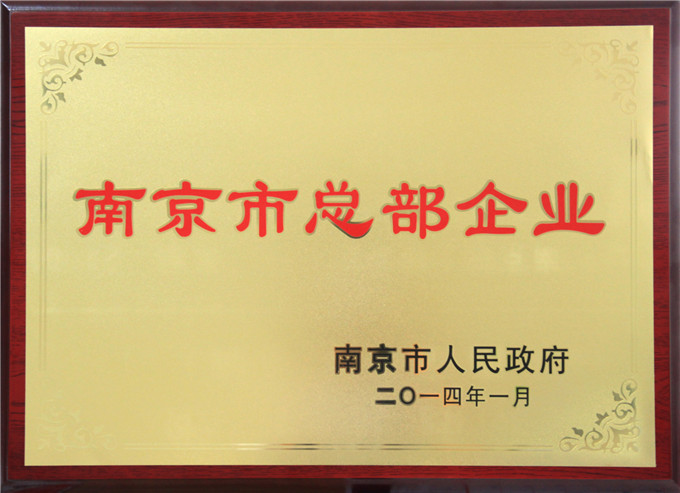 南京市总部企业
南京市人民政府
二〇一四年一月